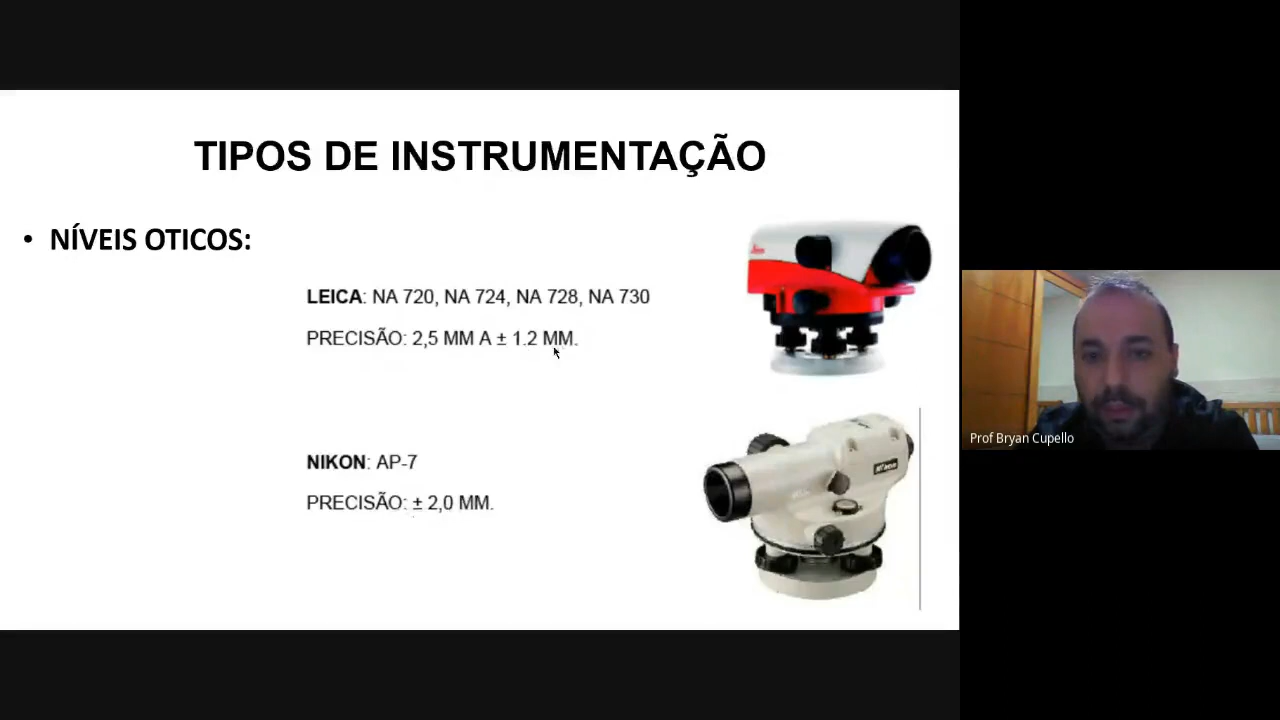 TIPOS DE INSTRUMENTAÇÃO
• NÍVEIS OTICOS:
LEICA: NA 720, NA 724, NA 728, NA 730
PRECISÃO: 2,5 MM A ± 1.2 MM.
NIKON: AP-7
PRECISÃO: ± 2,0 MM.
Prof Bryan Cupello